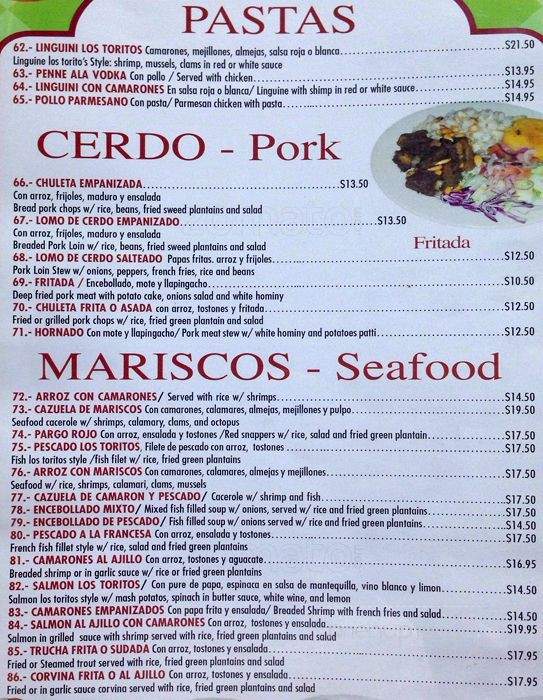 PASTAS
62.- LINGUINI LOS TORITOS Camarones, mejillones, almejas, salsa roja o blanca...$21.50
Linguine los torito's Style: shrimp, mussels, clams in red or white sauce
63.- PENNE ALA VODKA Con pollo / Served with chicken...$13.95
64.- LINGUINI CON CAMARONES En salsa roja o blanca/ Linguine with shimp in red or white sauce...$14.95
65.- POLLO PARMESANO Con pasta/ Parmesan chicken with pasta...$14.95
CERDO - Pork
66.- CHULETA EMPANIZADA...$13.50
Con arroz, frijoles, maduro y ensalada
Bread pork chops w/ rice, beans, fried sweed plantains and salad
67.- LOMO DE CERDO EMPANIZADO...$13.50
Con arroz, frijoles, maduro y ensalada
Breaded Pork Loin w/ rice, beans, fried sweed plantains and salad
Fritada
68.- LOMO DE CERDO SALTEADO Papas fritas. arroz y frijoles...$12.50
Pork Loin Stew w/ onions, peppers, french fries, rice and beans
69.- FRITADA / Encebollado, mote y llapingacho...$10.50
Deep fried pork meat with potato cake, onions salad and white hominy
70.- CHULETA FRITA O ASADA con arroz, tostones y fritada...$12.50
Fried or grilled pork chops w/ rice, fried green plantain and salad
71.- HORNADO Con mote y llapingacho/ Pork meat stew w/ white hominy and potatoes patti...$12.50
MARISCOS - Seafood
72.- ARROZ CON CAMARONES/ Served with rice w/ shrimps...$14.50
73.- CAZUELA DE MARISCOS Con camarones, calamares, almejas, mejillones y pulpo...$19.50
Seafood cacerole w/ shrimps, calamary, clams, and octopus
74.- PARGO ROJO Con arroz, ensalada y tostones /Red snappers w/ rice, salad and fried green plantain...$17.50
75.- PESCADO LOS TORITOS, Filete de pescado con arroz, tostones...$17.50
Fish los toritos style /fish filet w/ rice, fried green plantains
76.- ARROZ CON MARISCOS Con camarones, calamares, almejas y mejillones...$17.50
Seafood w/ rice, shrimps, calamari, clams, mussels
77.- CAZUELA DE CAMARON Y PESCADO/ Cacerole w/ shrimp and fish...$17.50
78.- ENCEBOLLADO MIXTO/ Mixed fish filled soup w/ onions, served w/ rice and fried green plantains...$17.50
79.- ENCEBOLLADO DE PESCADO/ Fish filled soup w/ onions served w/ rice and fried green plantains...$14.50
80.- PESCADO A LA FRANCESA Con arroz, ensalada y tostones...$17.50
French fish fillet style w/ rice, salad and fried green plantains
81.- CAMARONES AL AJILLO Con arroz, tostones y aguacate...$16.95
Breaded shrimp or in garlic sauce w/ rice or fried green plantains
82.- SALMON LOS TORITOS/ Con pure de papa, espinaca en salsa de mantequilla, vino blanco y limon...$14.50
Salmon los toritos style w/ mash potatos, spinach in butter sauce, white wine, and lemon
83.- CAMARONES EMPANIZADOS Con papa frita y ensalada/ Breaded Shrimp with french fries and salad...$14.50
84.- SALMON AL AJILLO CON CAMARONES Con arroz, tostones y ensalada...$19.95
Salmon in grilled sauce with shrimp served with rice, fried green plantains and salad
85.- TRUCHA FRITA O SUDADA Con arroz, tostones y ensalada...$17.95
Fried or Steamed trout served with rice, fried green plantains and salad
86.- CORVINA FRITA O AL AJILLO Con arroz, tostones y ensalada...$17.95
Fried or in garlic sauce corvina served with rice, fried green plantains and salad